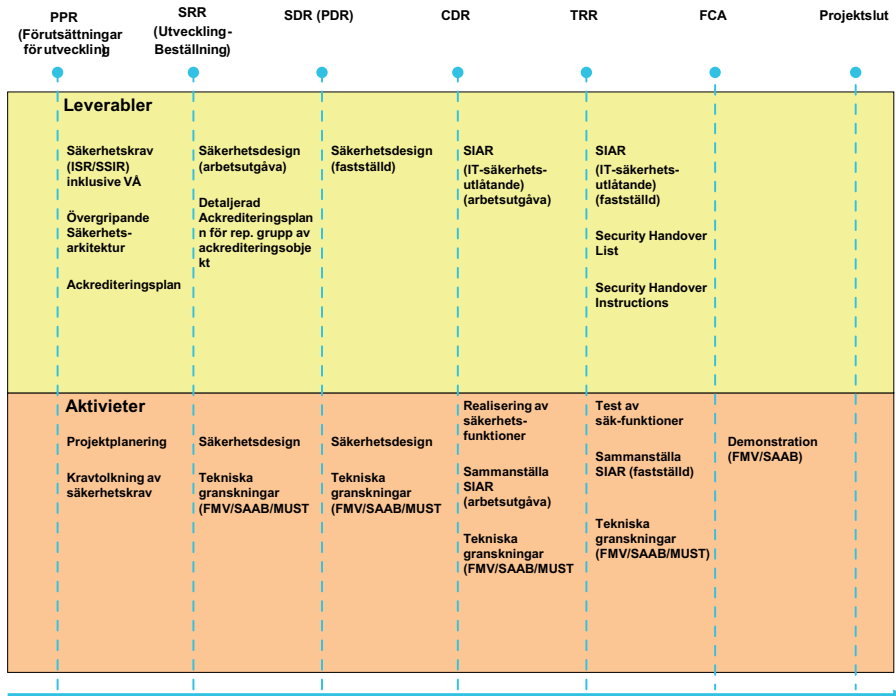 PPR
(Förutsättningar
för utveckling)
SRR
(Utveckling-
Beställning)
SDR (PDR)
CDR
TRR
FCA
Projektslut
Leverabler
Säkerhetskrav
(ISR/SSIR)
inklusive VÅ
Övergripande
Säkerhets-
arkitektur
Ackrediteringsplan
Säkerhetsdesign
(arbetsutgåva)
Detaljerad
Ackrediteringsplan
n för rep. grupp av
ackrediteringsobje
kt
Säkerhetsdesign
(fastställd)
SIAR
(IT-säkerhets-
utlåtande)
(arbetsutgåva)
SIAR
(IT-säkerhets-
utlåtande)
(fastställd)
Security Handover
List
Security Handover
Instructions
Aktivieter
Projektplanering
Kravtolkning av
säkerhetskrav
Säkerhetsdesign
Tekniska
granskningar
(FMV/SAAB/MUST
Säkerhetsdesign
Tekniska
granskningar
(FMV/SAAB/MUST
Realisering av
säkerhets-
funktioner
Sammanställa
SIAR
(arbetsutgåva)
Tekniska
granskningar
(FMV/SAAB/MUST
Test av
säk-funktioner
Sammanställa
SIAR (fastställd)
Tekniska
granskningar
(FMV/SAAB/MUST)
Demonstration
(FMV/SAAB)